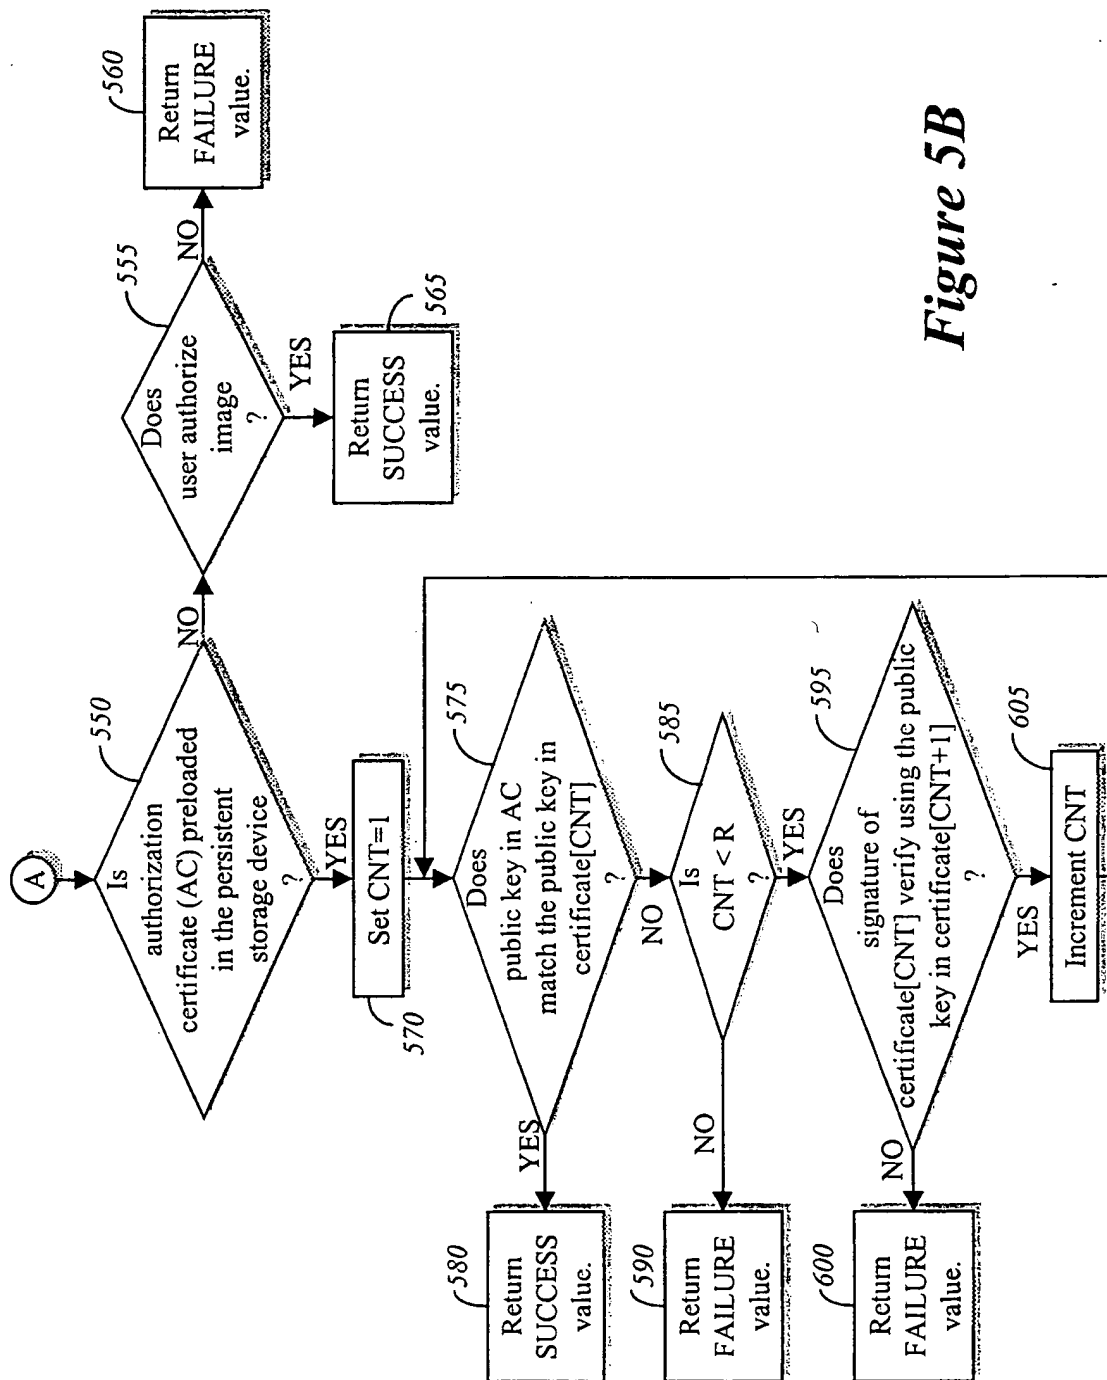 A
550
Is
authorization
certificate (AC) preloaded
in the persistent
storage device
?
NO
555
Does
user authorize
image
?
NO
560
Return
FAILURE
value.
YES
565
Return
SUCCESS
value.
YES
570
Set CNT=1
575
Does
public key in AC
match the public key in
certificate[CNT]
?
YES
580
Return
SUCCESS
value.
NO
585
Is
CNT < R
?
NO
590
Return
FAILURE
value.
YES
595
Does
signature of
certificate[CNT] verify using the public
key in certificate[CNT+1]
?
NO
600
Return
FAILURE
value.
YES
605
Increment CNT
Figure 5B